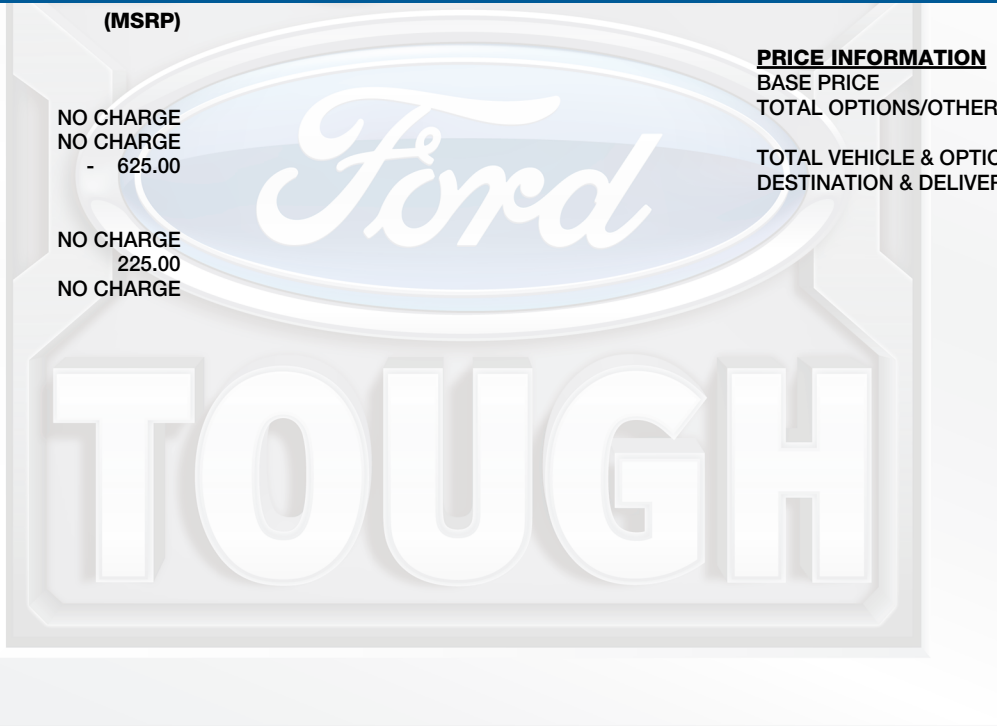 (MSRP)
NO CHARGE
NO CHARGE
- 625.00
NO CHARGE
225.00
NO CHARGE
PRICE INFORMATION
BASE PRICE
TOTAL OPTIONS/OTHER
TOTAL VEHICLE & OPTIO
DESTINATION & DELIVER
Ford
TOUGH